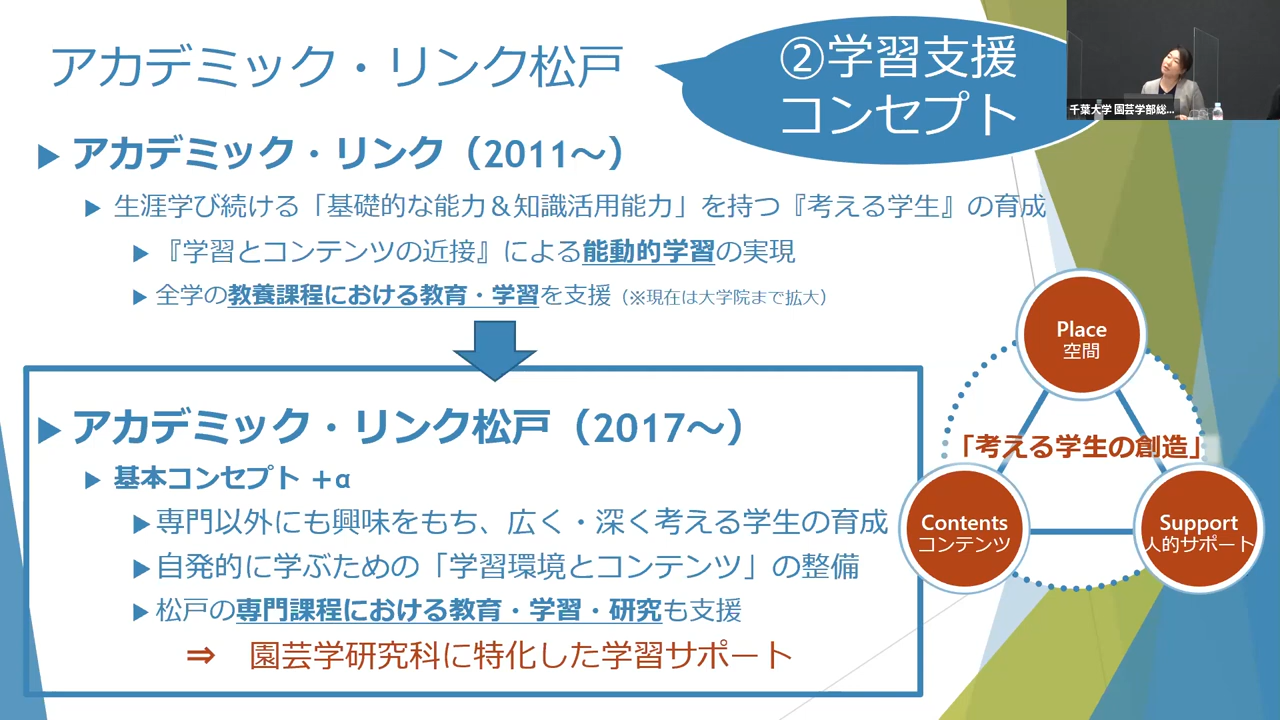 アカデミック・リンク松戸
②学習支援
コンセプト
千葉大学 園芸学部総...
▶ アカデミック・リンク（2011～）
▶ 生涯学び続ける「基礎的な能力＆知識活用能力」を持つ『考える学生』の育成
▶ 『学習とコンテンツの近接』による能動的学習の実現
▶ 全学の教養課程における教育・学習を支援（※現在は大学院まで拡大）
▶ アカデミック・リンク松戸（2017～）
▶ 基本コンセプト ＋α
▶ 専門以外にも興味をもち、広く・深く考える学生の育成
▶ 自発的に学ぶための「学習環境とコンテンツ」の整備
▶ 松戸の専門課程における教育・学習・研究も支援
⇒ 園芸学研究科に特化した学習サポート
Place
空間
「考える学生の創造」
Contents
コンテンツ
Support
人的サポート